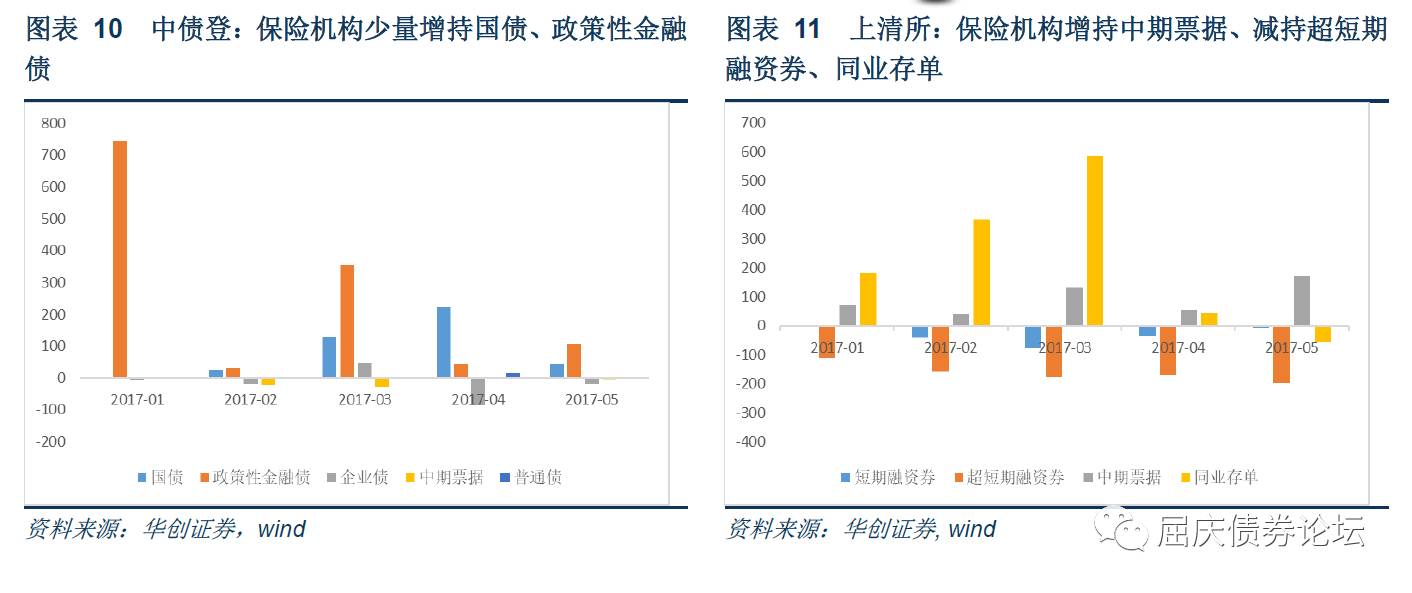 图表 10 中债登：保险机构少量增持国债、政策性金融
债
800
700
600
500
400
300
200
100
0
-100
-200
2017-01 2017-02 2017-03 2017-04 2017-05
国债 政策性金融债 企业债 中期票据 普通债
资料来源：华创证券，wind
图表 11 上清所：保险机构增持中期票据、减持超短期
融资券、同业存单
700
600
500
400
300
200
100
0
-100
-200
-300
-400
2017-01 2017-02 2017-03 2017-04 2017-05
短期融资券 超短期融资券 中期票据 同业存单
资料来源：华创证券, wind
屈庆债券论坛